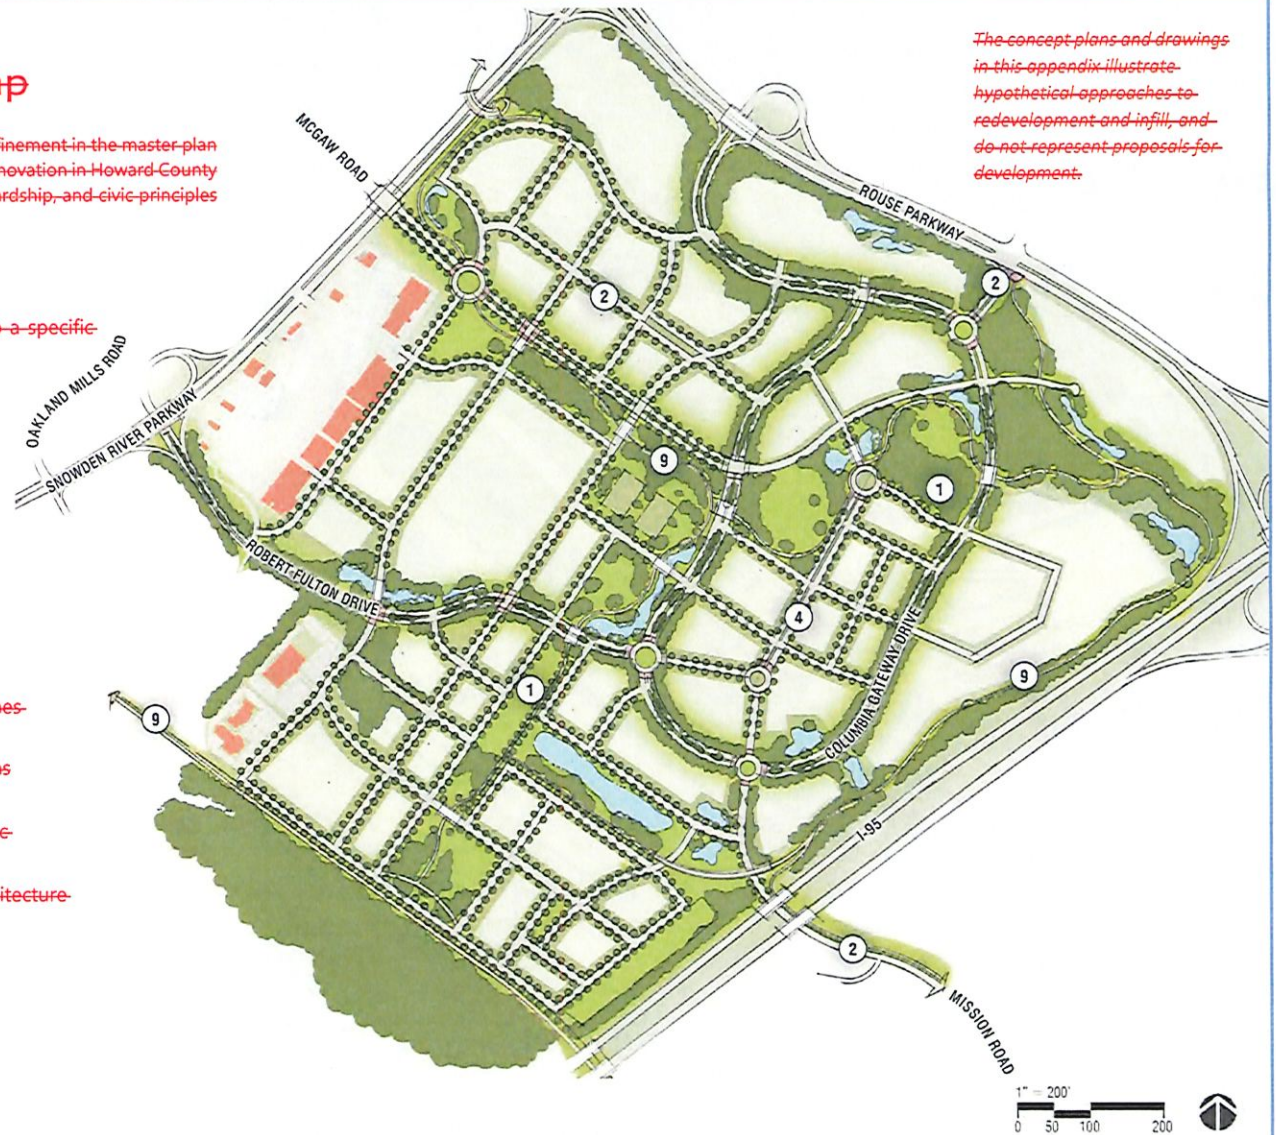 The concept plans and drawings
in this appendix illustrate
hypothetical approaches to
redevelopment and infill, and
do not represent proposals for
development.
finement in the master plan
novation in Howard County
ardship, and civic principles
a specific
itecture
MCGAW ROAD
ROUSE PARKWAY
OAKLAND MILLS ROAD
SNOWDEN RIVER PARKWAY
ROBERT FULTON DRIVE
COLUMBIA GATEWAY DRIVE
I-95
MISSION ROAD
2
2
9
1
4
9
1
9
2
1" = 200'
0 50 100 200